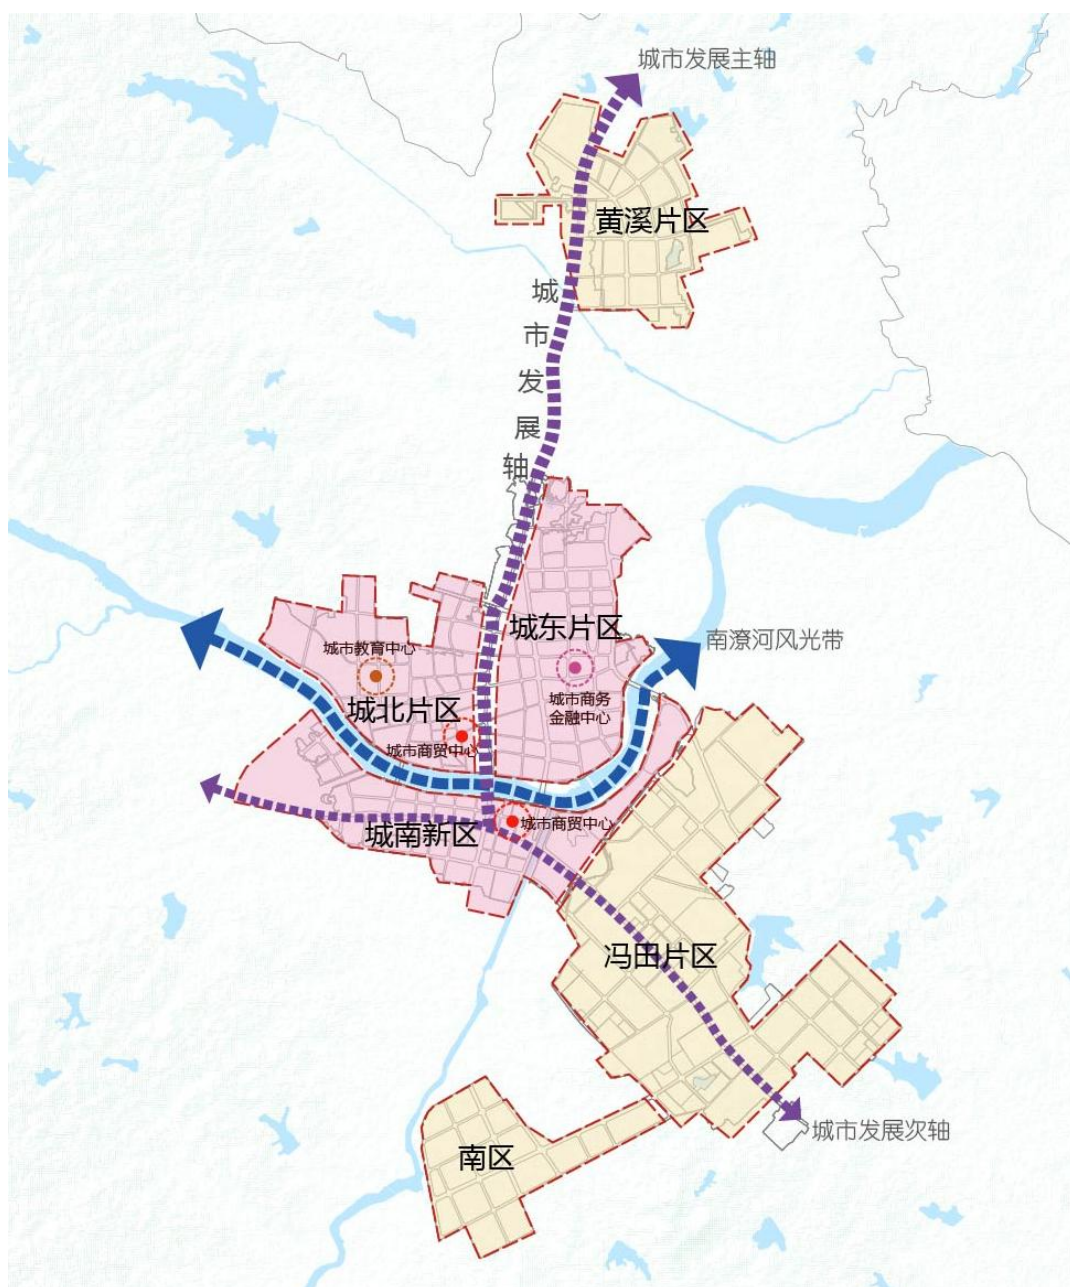 城市发展主轴
黄溪片区
城市发展轴
城东片区
城市教育中心
南潦河风光带
城市商务
金融中心
城北片区
城市商贸中心
城市商贸中心
城南新区
冯田片区
城市发展次轴
南区